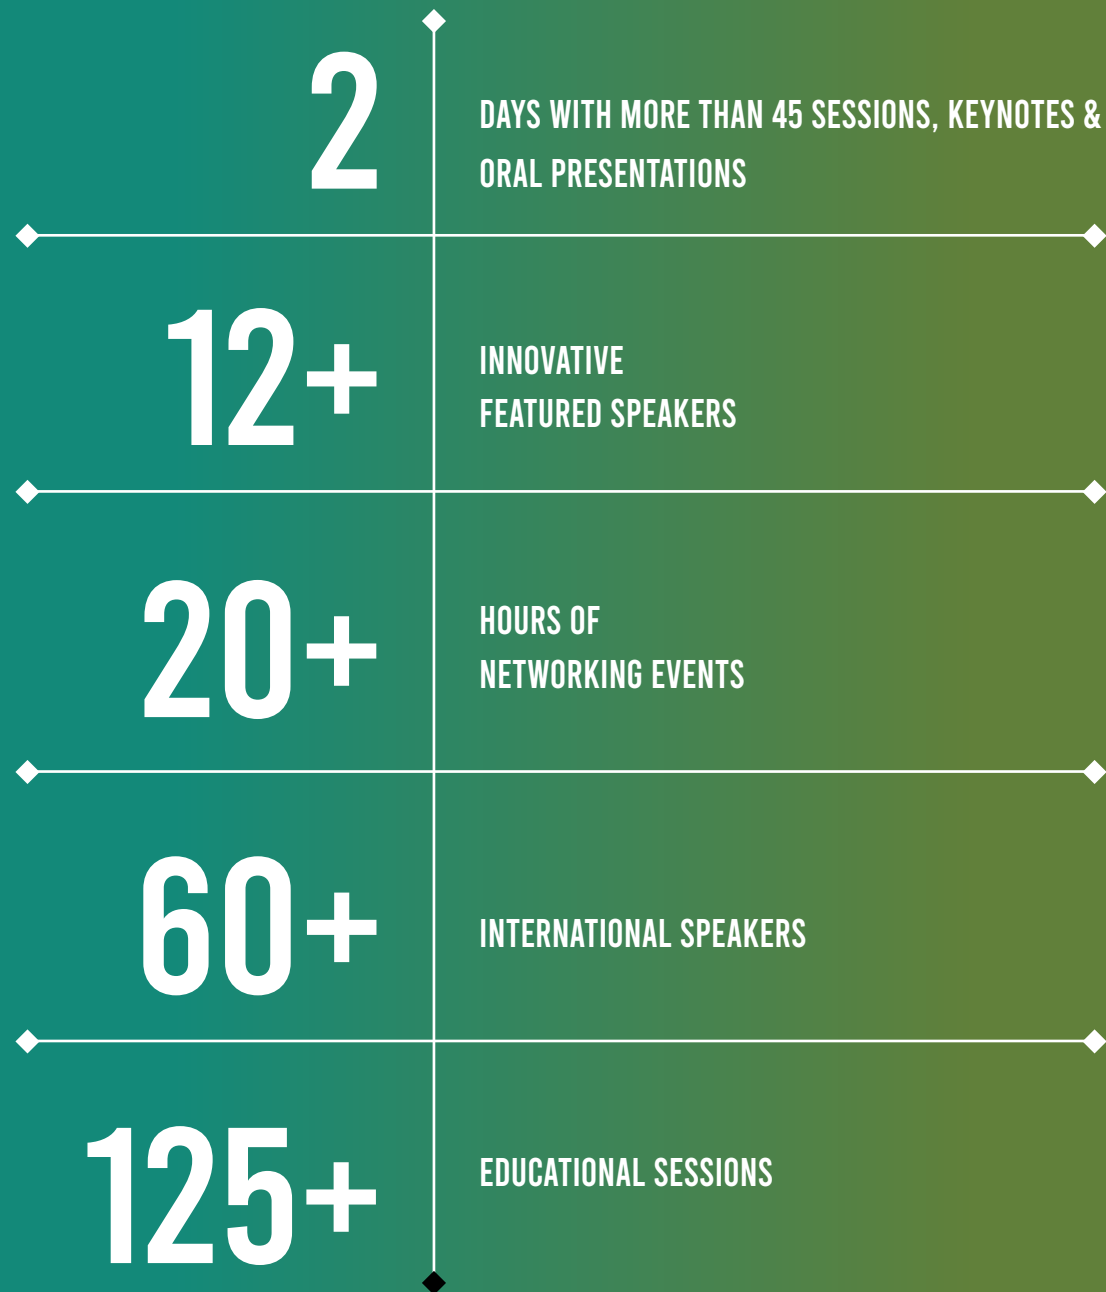 2
DAYS WITH MORE THAN 45 SESSIONS, KEYNOTES &
ORAL PRESENTATIONS
12+
INNOVATIVE
FEATURED SPEAKERS
20+
HOURS OF
NETWORKING EVENTS
60+
INTERNATIONAL SPEAKERS
125+
EDUCATIONAL SESSIONS